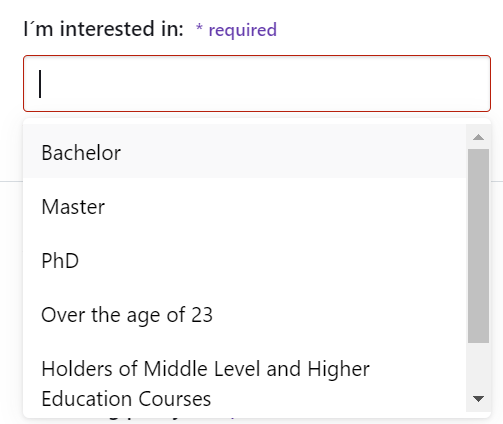 I´m interested in: * required
Bachelor
Master
PhD
Over the age of 23
Holders of Middle Level and Higher
Education Courses